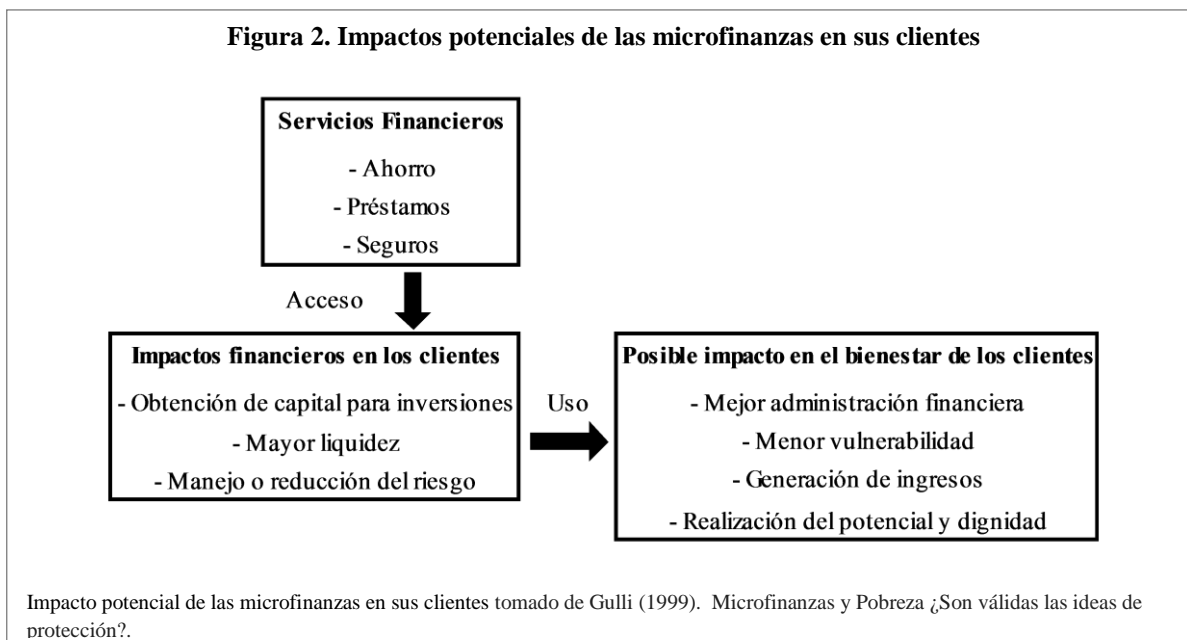 Figura 2. Impactos potenciales de las microfinanzas en sus clientes
Servicios Financieros
- Ahorro
- Préstamos
- Seguros
Acceso
Impactos financieros en los clientes
- Obtención de capital para inversiones
- Mayor liquidez
- Manejo o reducción del riesgo
Uso
Posible impacto en el bienestar de los clientes
- Mejor administración financiera
- Menor vulnerabilidad
- Generación de ingresos
- Realización del potencial y dignidad
Impacto potencial de las microfinanzas en sus clientes tomado de Gulli (1999). Microfinanzas y Pobreza ¿Son válidas las ideas de
protección?.